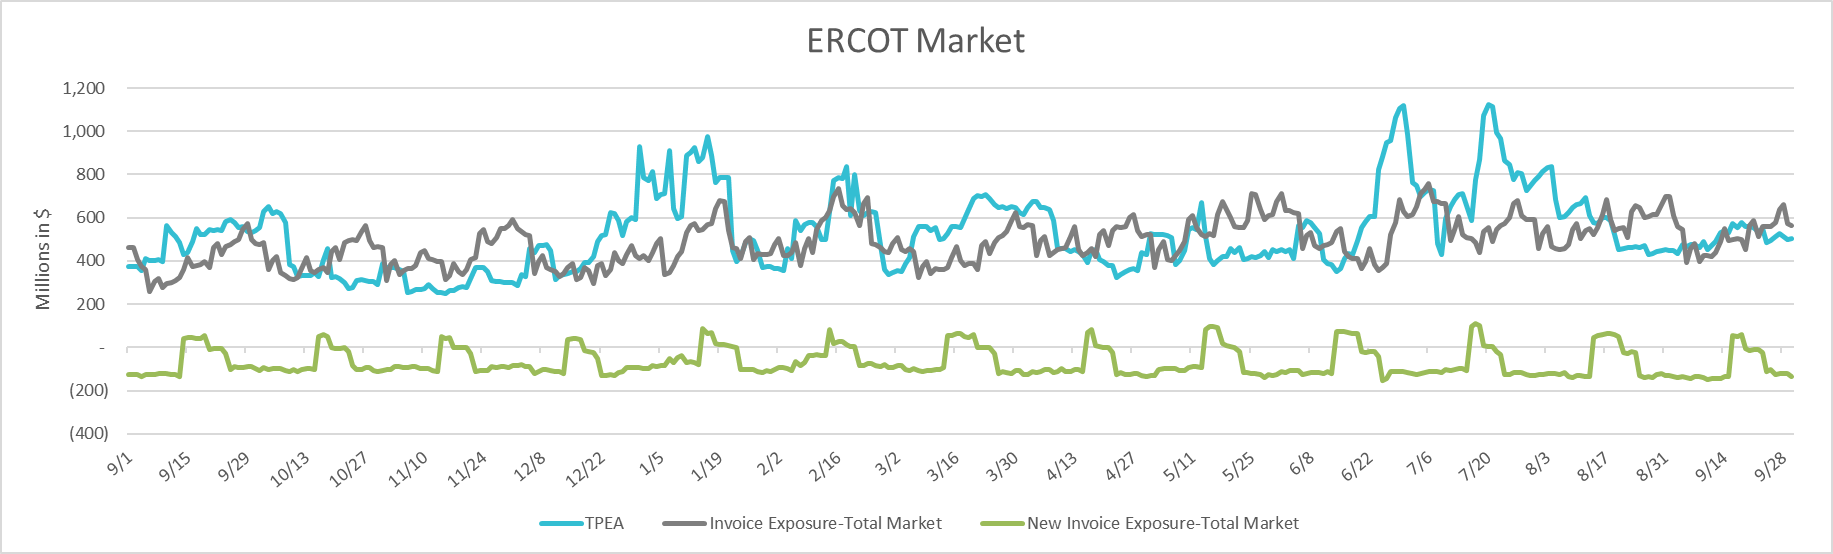 ERCOT Market
Millions in $
1,200
1,000
800
600
400
200
-
(200)
(400)
9/1 9/15 9/29 10/13 10/27 11/10 11/24 12/8 12/22 1/5 1/19 2/2 2/16 3/2 3/16 3/30 4/13 4/27 5/11 5/25 6/8 6/22 7/6 7/20 8/3 8/17 8/31 9/14 9/28
TPEA Invoice Exposure-Total Market New Invoice Exposure-Total Market